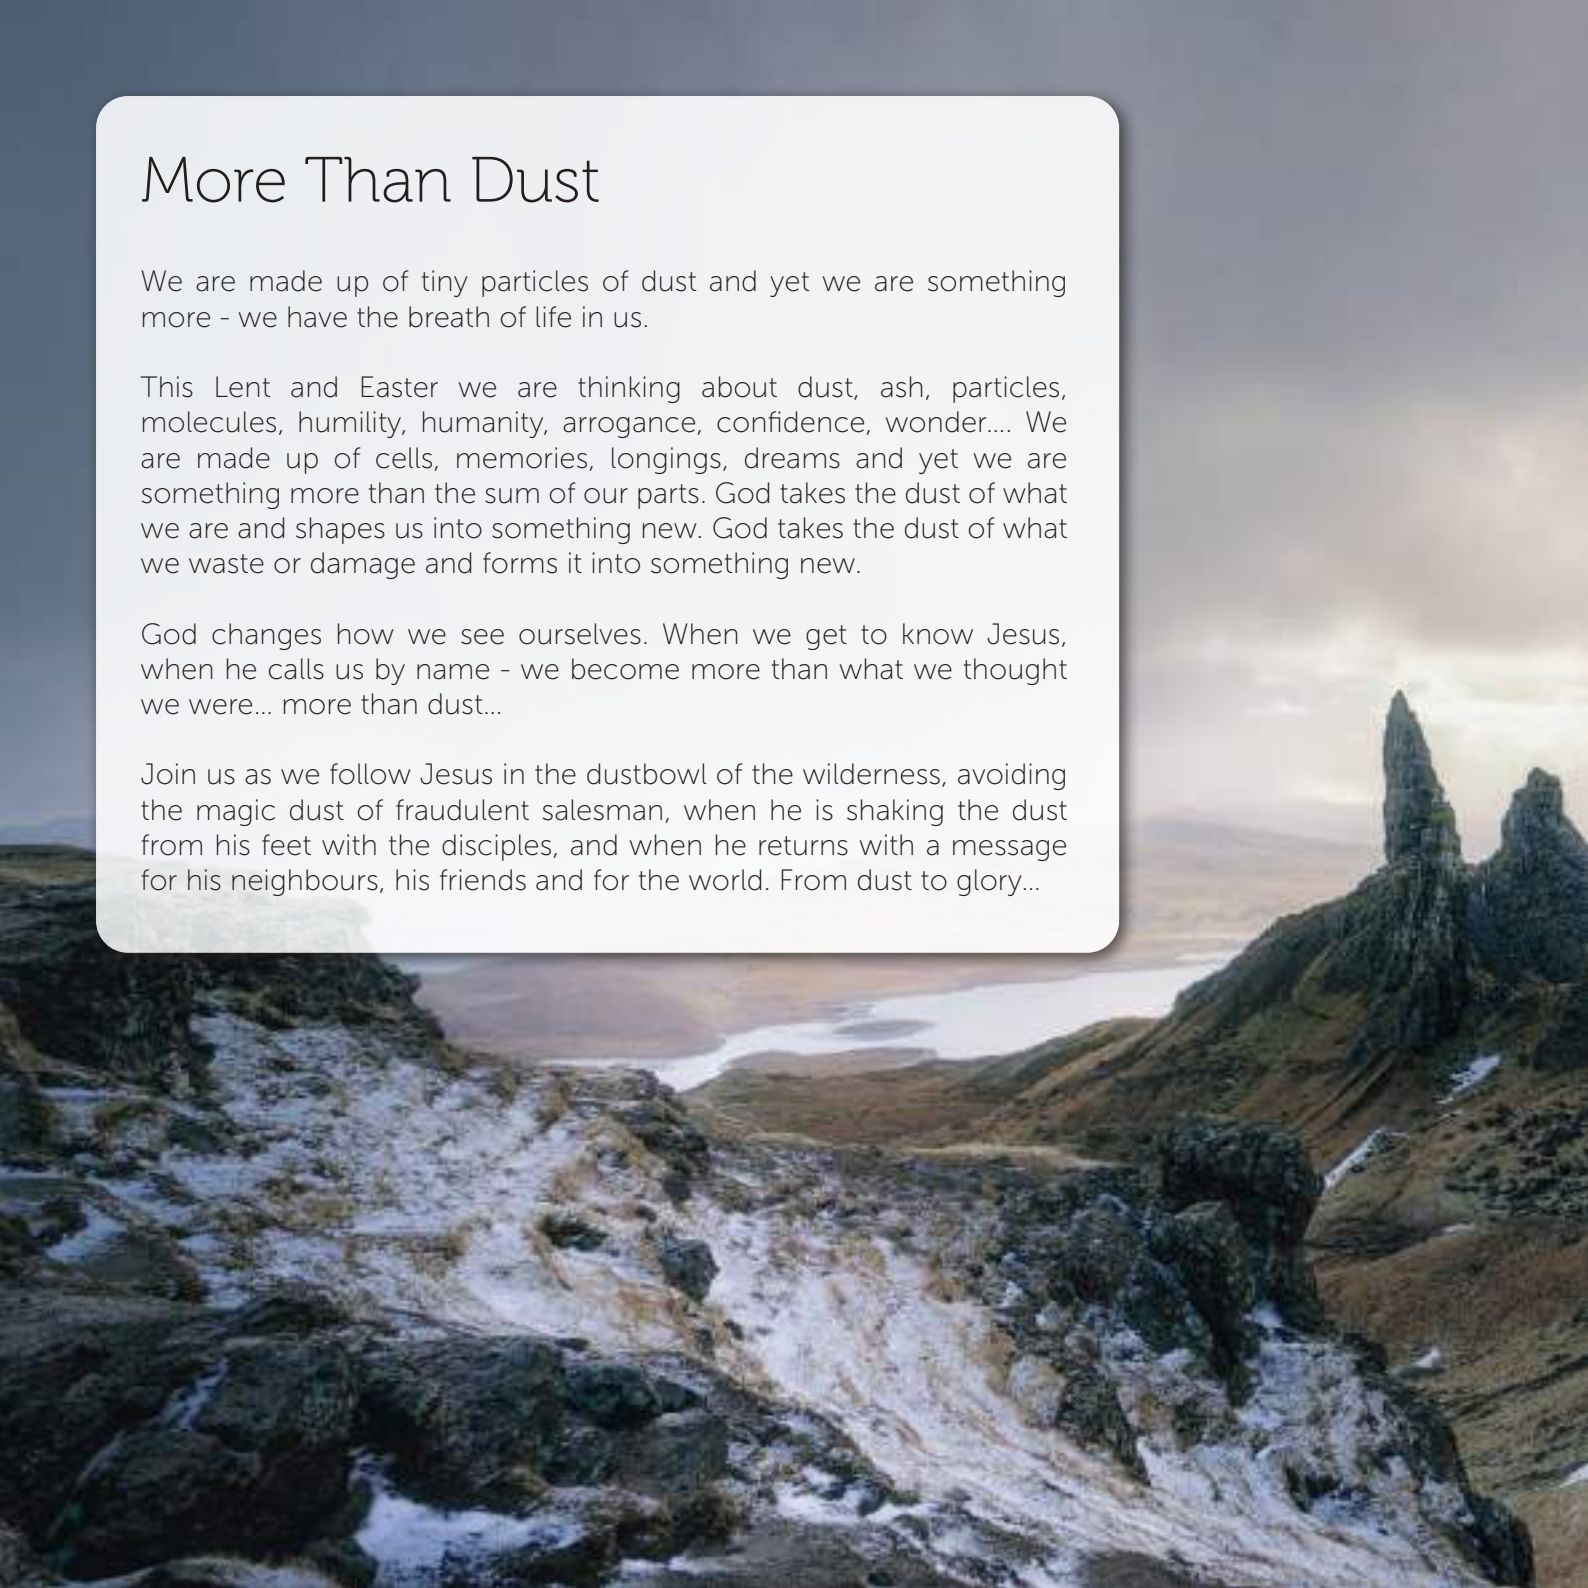 More Than Dust
We are made up of tiny particles of dust and yet we are something
more - we have the breath of life in us.
This Lent and Easter we are thinking about dust, ash, particles,
molecules, humility, humanity, arrogance, confidence, wonder.... We
are made up of cells, memories, longings, dreams and yet we are
something more than the sum of our parts. God takes the dust of what
we are and shapes us into something new. God takes the dust of what
we waste or damage and forms it into something new.
God changes how we see ourselves. When we get to know Jesus,
when he calls us by name - we become more than what we thought
we were... more than dust...
Join us as we follow Jesus in the dustbowl of the wilderness, avoiding
the magic dust of fraudulent salesman, when he is shaking the dust
from his feet with the disciples, and when he returns with a message
for his neighbours, his friends and for the world. From dust to glory...